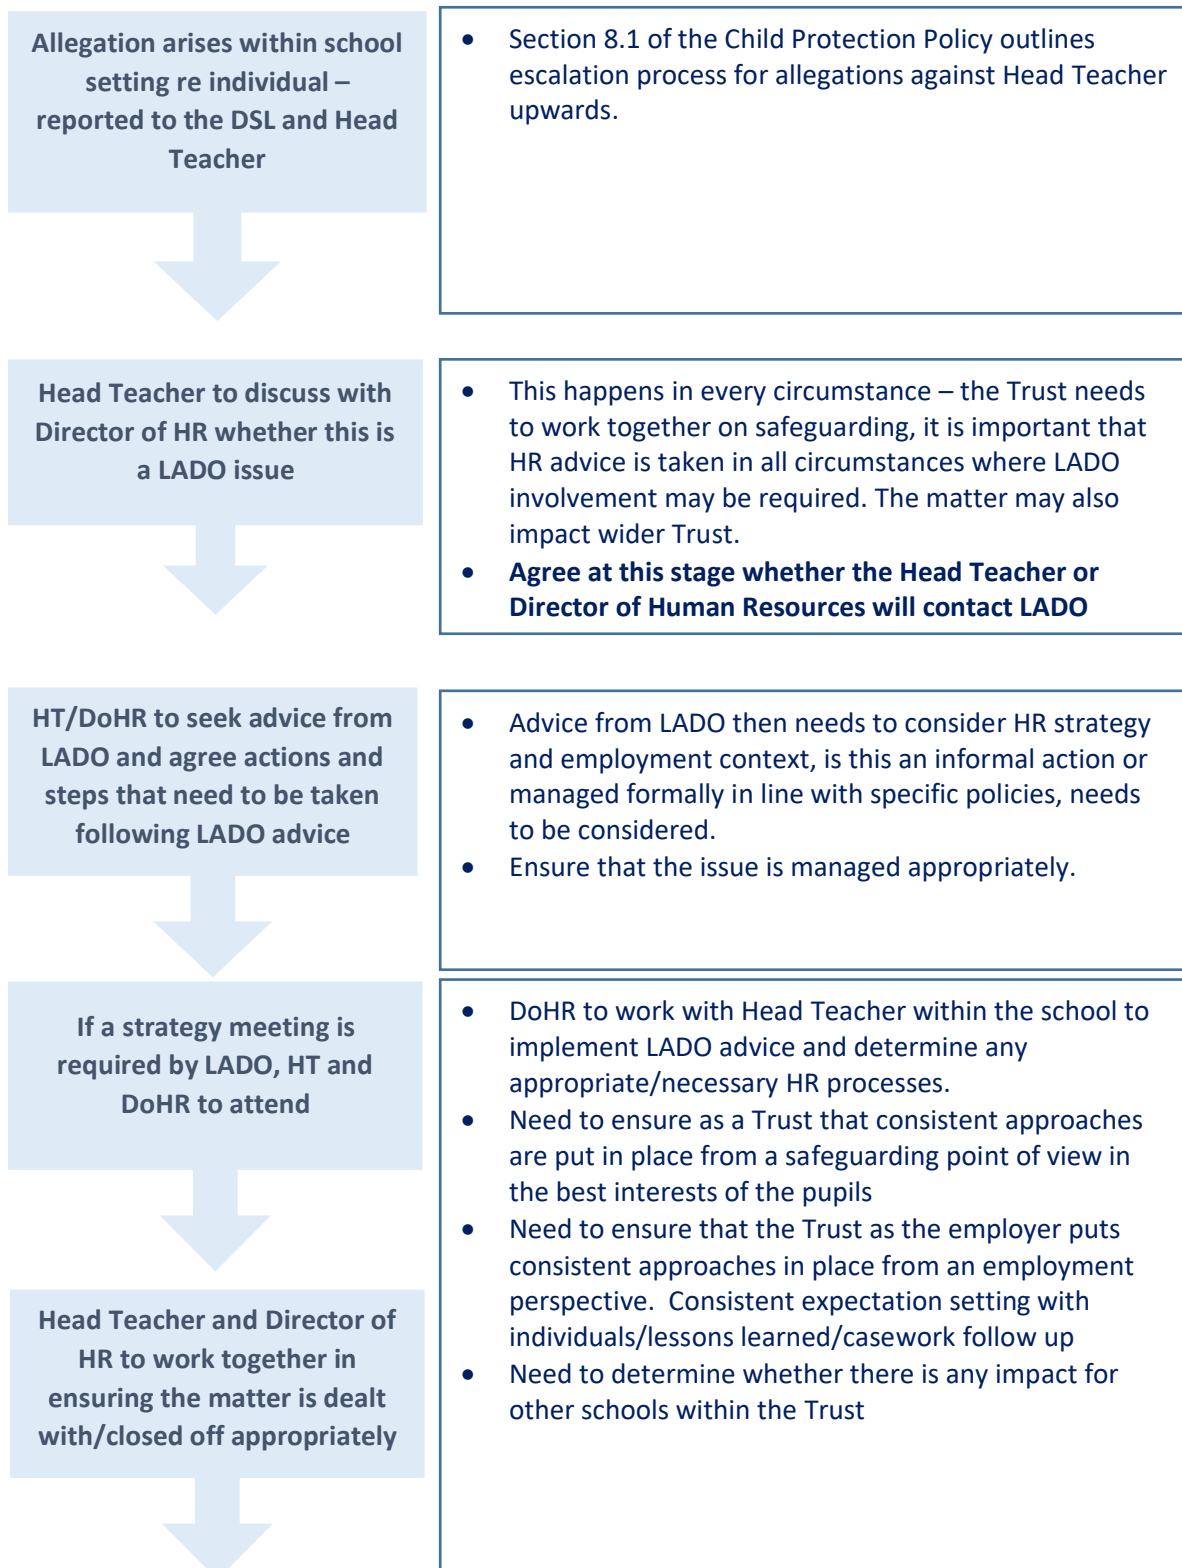 Allegation arises within school
setting re individual –
reported to the DSL and Head
Teacher
• Section 8.1 of the Child Protection Policy outlines
escalation process for allegations against Head Teacher
upwards.
Head Teacher to discuss with
Director of HR whether this is
a LADO issue
• This happens in every circumstance – the Trust needs
to work together on safeguarding, it is important that
HR advice is taken in all circumstances where LADO
involvement may be required. The matter may also
impact wider Trust.
• Agree at this stage whether the Head Teacher or
Director of Human Resources will contact LADO
HT/DoHR to seek advice from
LADO and agree actions and
steps that need to be taken
following LADO advice
• Advice from LADO then needs to consider HR strategy
and employment context, is this an informal action or
managed formally in line with specific policies, needs
to be considered.
• Ensure that the issue is managed appropriately.
If a strategy meeting is
required by LADO, HT and
DoHR to attend
Head Teacher and Director of
HR to work together in
ensuring the matter is dealt
with/closed off appropriately
• DoHR to work with Head Teacher within the school to
implement LADO advice and determine any
appropriate/necessary HR processes.
• Need to ensure as a Trust that consistent approaches
are put in place from a safeguarding point of view in
the best interests of the pupils
• Need to ensure that the Trust as the employer puts
consistent approaches in place from an employment
perspective.  Consistent expectation setting with
individuals/lessons learned/casework follow up
• Need to determine whether there is any impact for
other schools within the Trust